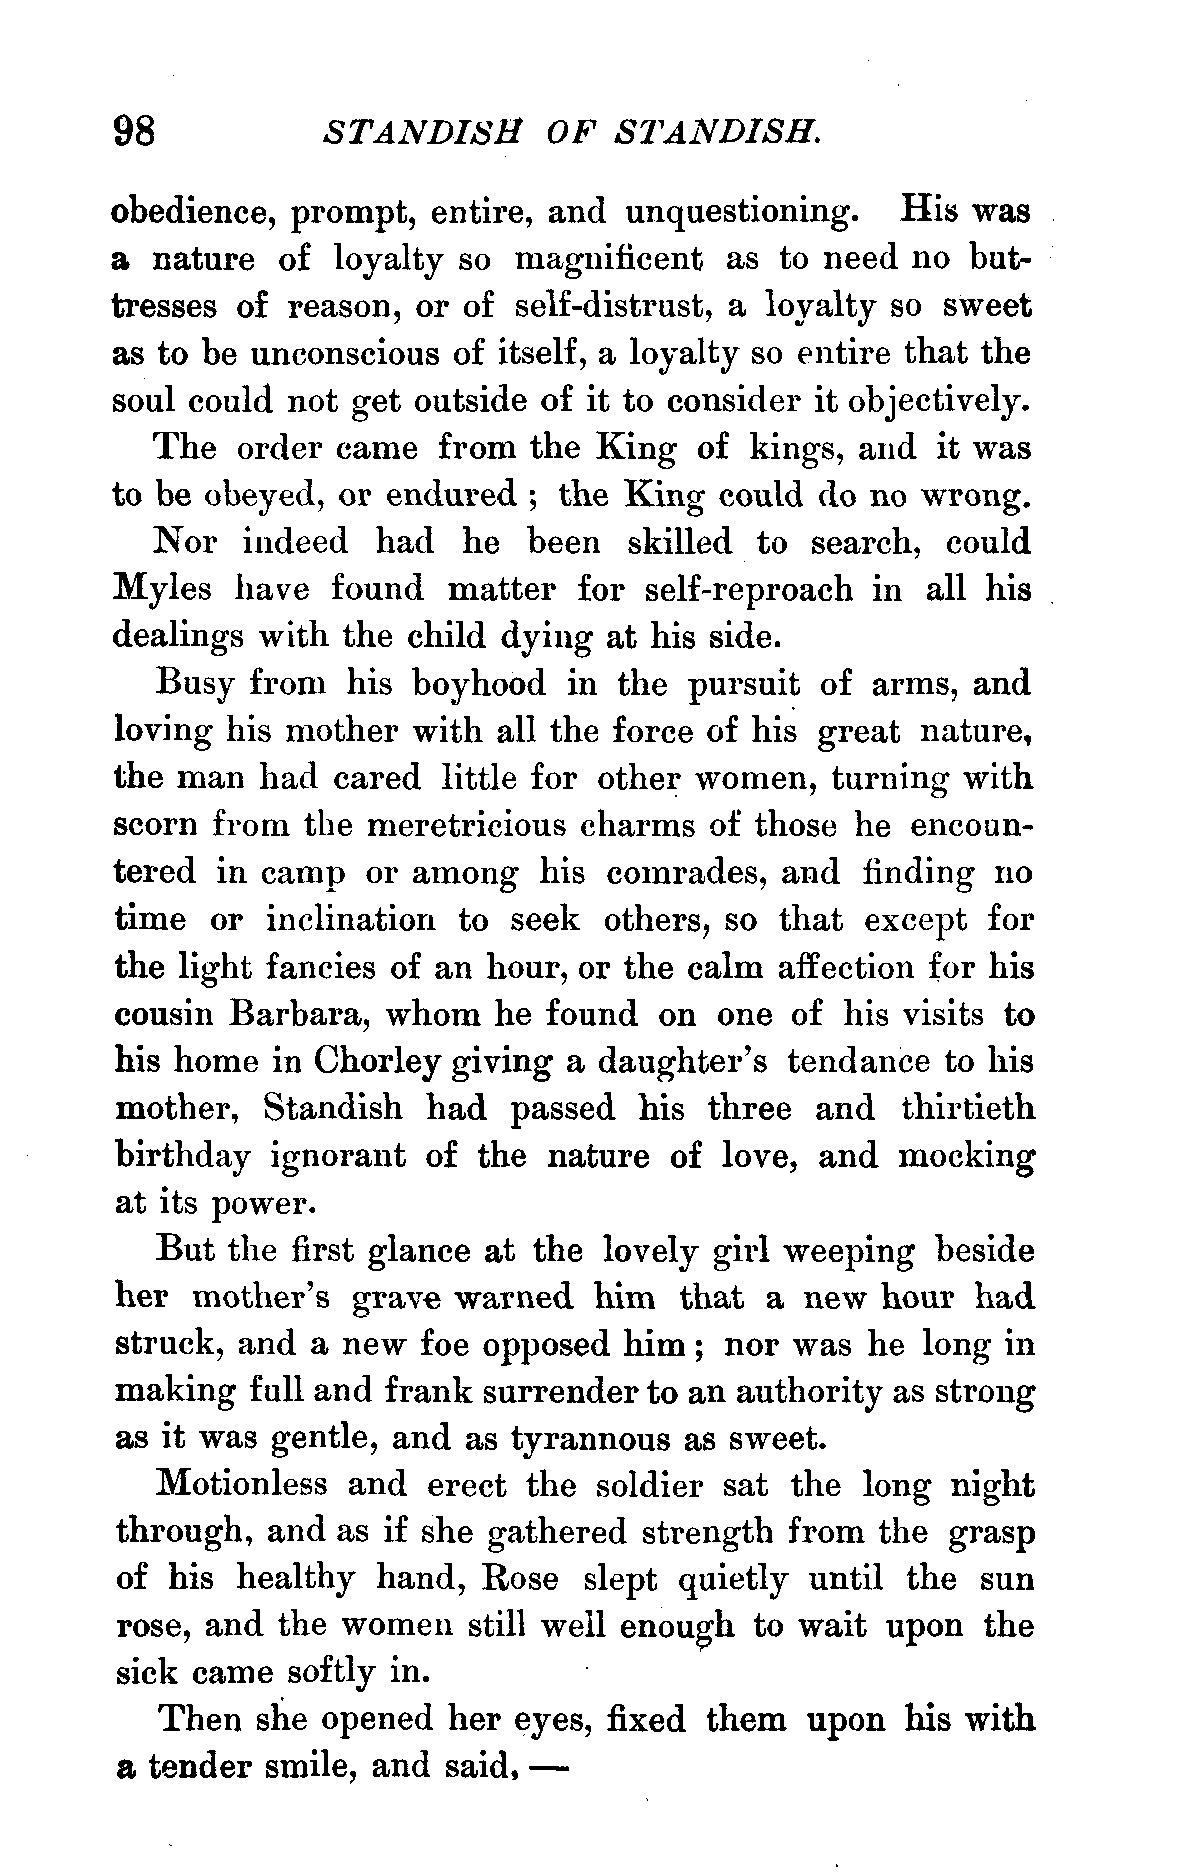 98 STANDISH OF STANDISH.
obedience, prompt, entire, and unquestioning. His was
a nature of loyalty so magnificent as to need no but-
tresses of reason, or of self-distrust, a loyalty so sweet
as to be unconscious of itself, a loyalty so entire that the
soul could not get outside of it to consider it objectively.
The order came from the King of kings, and it was
to be obeyed, or endured ; the King could do no wrong.
Nor indeed had he been skilled to search, could
Myles have found matter for self-reproach in all his
dealings with the child dying at his side.
Busy from his boyhood in the pursuit of arms, and
loving his mother with all the force of his great nature,
the man had cared little for other women, turning with
scorn from the meretricious charms of those he encoun-
tered in camp or among his comrades, and finding no
time or inclination to seek others, so that except for
the light fancies of an hour, or the calm affection for his
cousin Barbara, whom he found on one of his visits to
his home in Chorley giving a daughter's tendance to his
mother, Standish had passed his three and thirtieth
birthday ignorant of the nature of love, and mocking
at its power.
But the first glance at the lovely girl weeping beside
her mother's grave warned him that a new hour had
struck, and a new foe opposed him ; nor was he long in
making full and frank surrender to an authority as strong
as it was gentle, and as tyrannous as sweet.
Motionless and erect the soldier sat the long night
through, and as if she gathered strength from the grasp
of his healthy hand, Rose slept quietly until the sun
rose, and the women still well enough to wait upon the
sick came softly in.
Then she opened her eyes, fixed them upon his with
a tender smile, and said, —